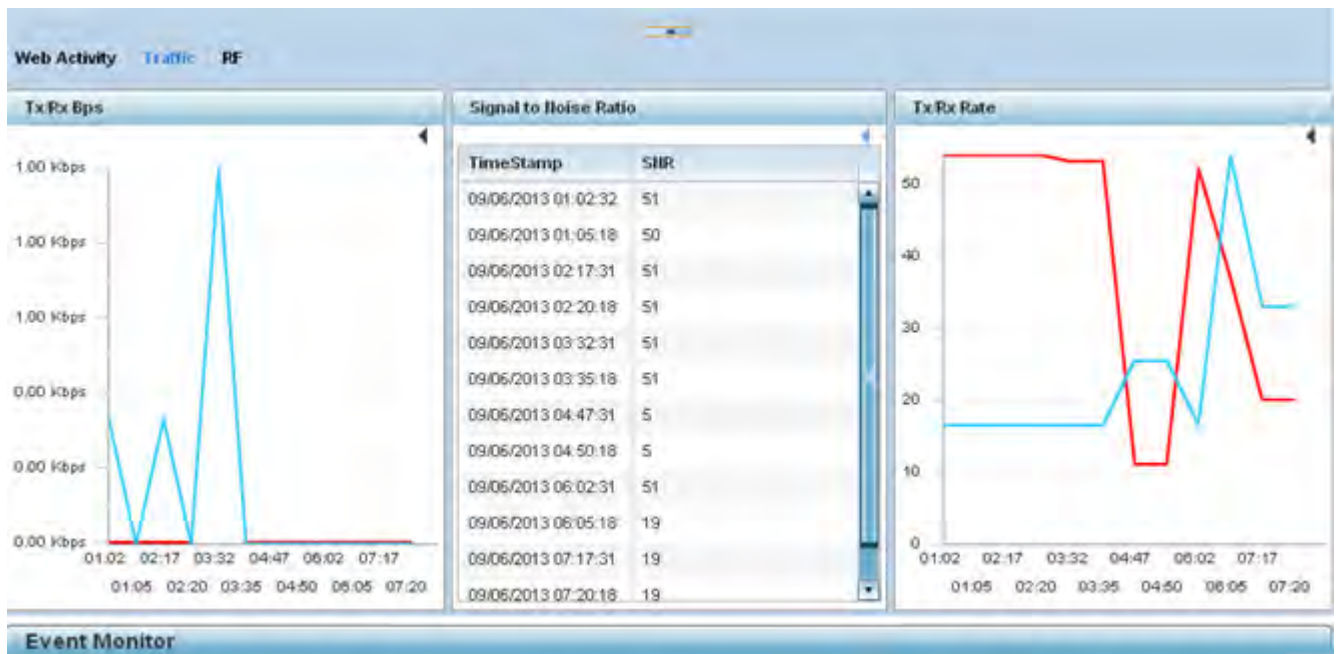 Web Activity Traffic RF
Tx/Rx Bps
1.00 Kbps
1.00 Kbps
1.00 Kbps
0.00 Kbps
0.00 Kbps
0.00 Kbps
01:02 02:17 03:32 04:47 06:02 07:17
01:05 02:20 03:35 04:50 06:05 07:20
Signal to Noise Ratio
TimeStamp SNR
09/06/2013 01:02:32 51
09/06/2013 01:05:18 50
09/06/2013 02:17:31 51
09/06/2013 02:20:18 51
09/06/2013 03:32:31 51
09/06/2013 03:35:18 51
09/06/2013 04:47:31 5
09/06/2013 04:50:18 5
09/06/2013 06:02:31 51
09/06/2013 06:05:18 19
09/06/2013 07:17:31 19
09/06/2013 07:20:18 19
Tx/Rx Rate
50
40
30
20
10
0
01:02 02:17 03:32 04:47 06:02 07:17
01:05 02:20 03:35 04:50 06:05 07:20
Event Monitor